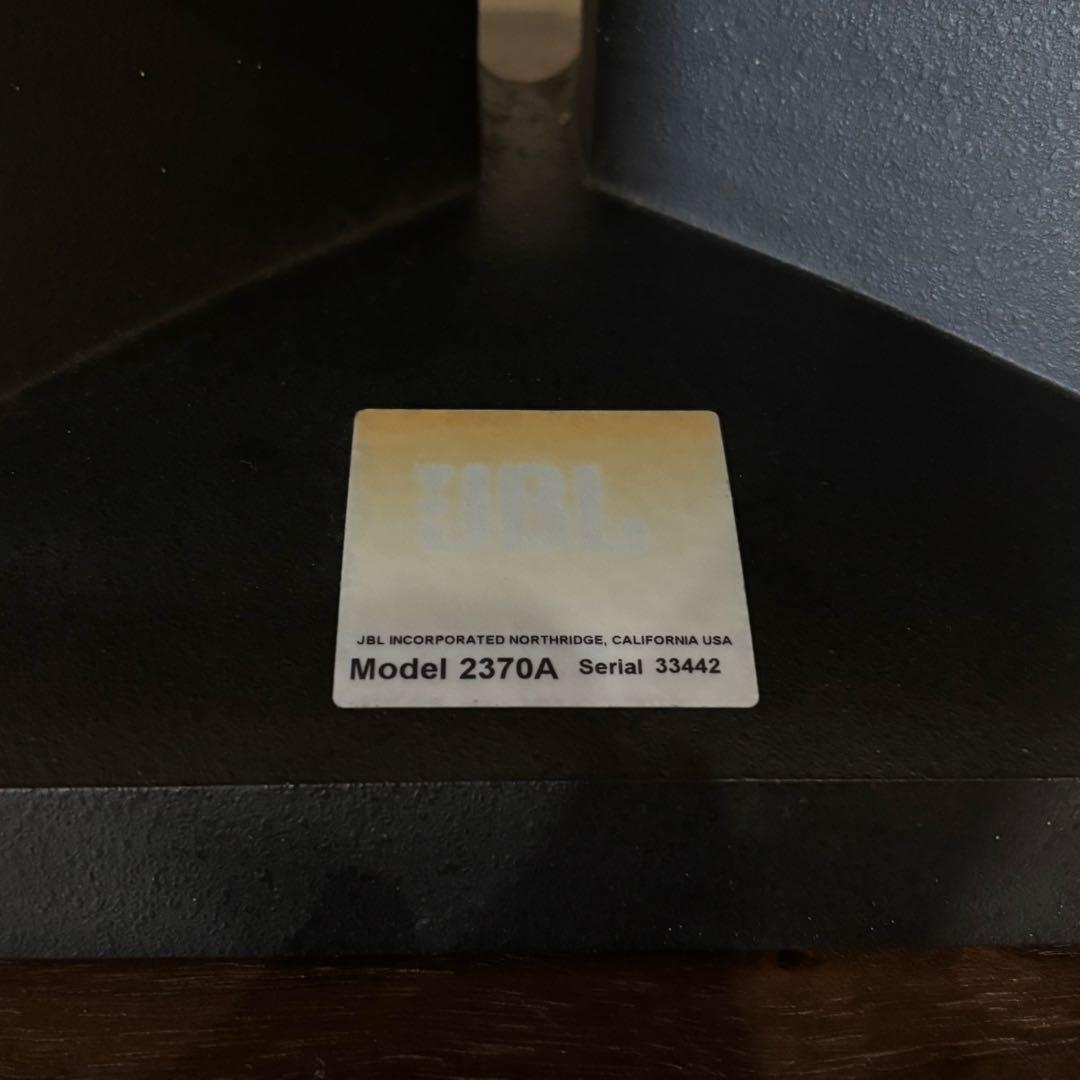 JBL
JBL INCORPORATED NORTHRIDGE, CALIFORNIA USA
Model 2370A Serial 33442